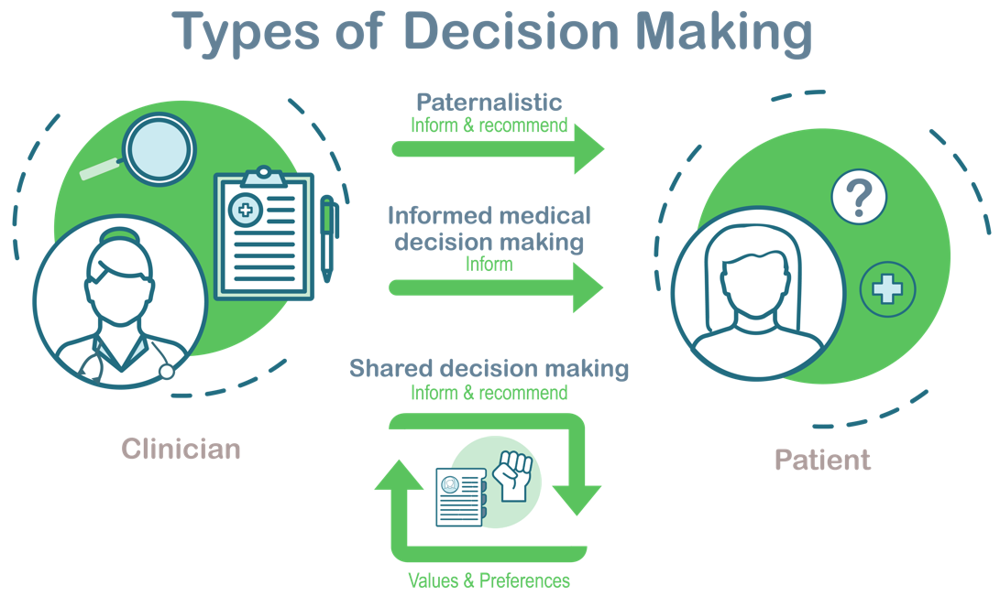 Types of Decision Making
Paternalistic
Inform & recommend
Informed medical
decision making
Inform
Shared decision making
Inform & recommend
Values & Preferences
Clinician
Patient
?